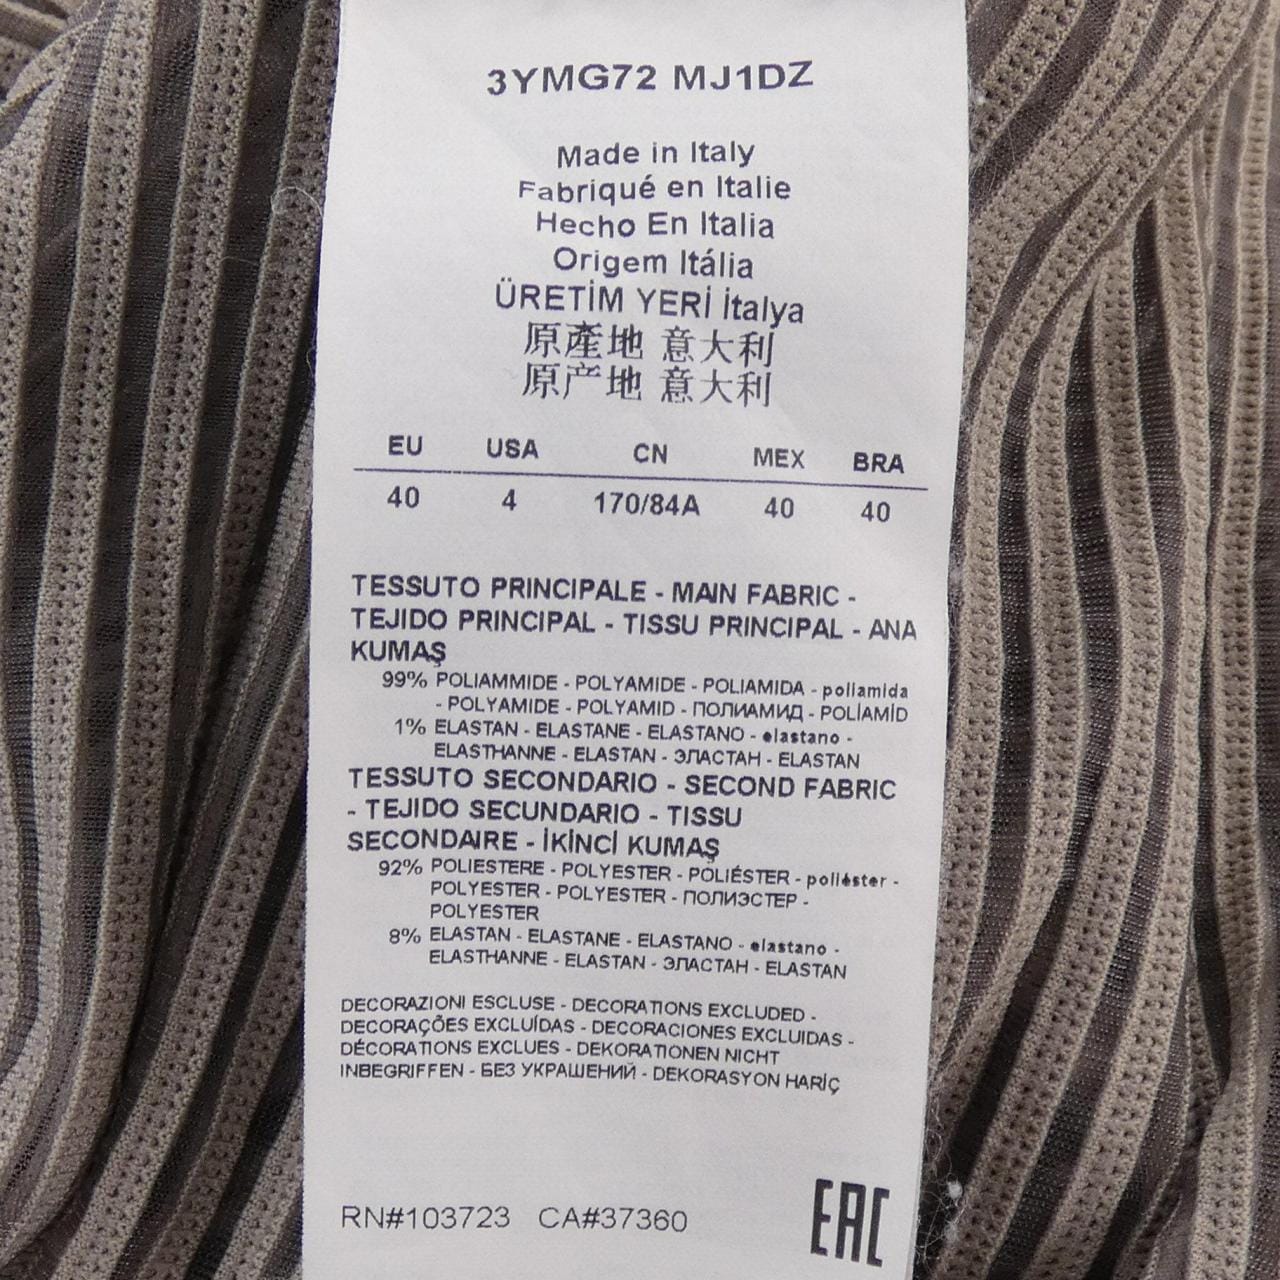 3YMG72 MJ1DZ
Made in Italy
Fabriqué en Italie
Hecho En Italia
Origem Itália
ÜRETİM YERİ İtalya
原產地 意大利
原产地 意大利
EU USA CN MEX BRA
40 4 170/84A 40 40
TESSUTO PRINCIPALE - MAIN FABRIC -
TEJIDO PRINCIPAL - TISSU PRINCIPAL - ANA
KUMAŞ
99% POLIAMMIDE - POLYAMIDE - POLIAMIDA - poliamida
- POLYAMIDE - POLYAMID - ПОЛИАМИД - POLİAMİD
1% ELASTAN - ELASTANE - ELASTANO - elastano -
ELASTHANNE - ELASTAN - ЭЛАСТАН - ELASTAN
TESSUTO SECONDARIO - SECOND FABRIC
- TEJIDO SECUNDARIO - TISSU
SECONDAIRE - İKİNCİ KUMAŞ
92% POLIESTERE - POLYESTER - POLIÉSTER - poliéster -
POLYESTER - POLYESTER - ПОЛИЭСТЕР -
POLYESTER
8% ELASTAN - ELASTANE - ELASTANO - elastano -
ELASTHANNE - ELASTAN - ЭЛАСТАН - ELASTAN
DECORAZIONI ESCLUSE - DECORATIONS EXCLUDED -
DECORAÇÕES EXCLUÍDAS - DECORACIONES EXCLUIDAS -
DÉCORATIONS EXCLUES - DEKORATIONEN NICHT
INBEGRIFFEN - БЕЗ УКРАШЕНИЙ - DEKORASYON HARİÇ
RN#103723 CA#37360
EAC